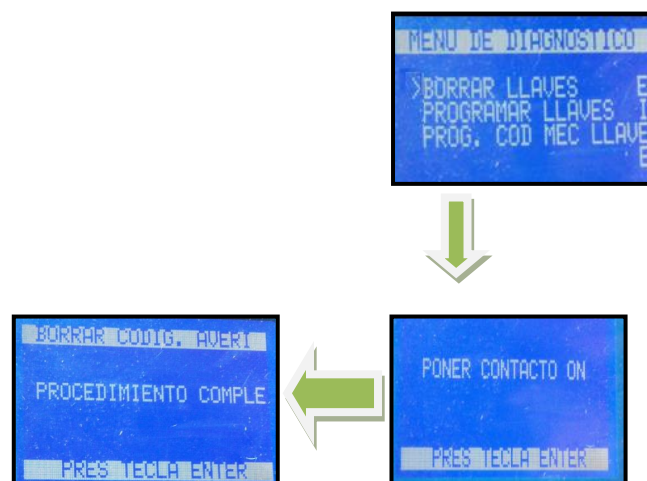 MENU DE DIAGNOSTICO
>BORRAR LLAVES E
PROGRAMAR LLAVES I
PROG. COD MEC LLAVE
E
PONER CONTACTO ON
PRES TECLA ENTER
BORRAR CODIG. AVERI
PROCEDIMIENTO COMPLE
PRES TECLA ENTER